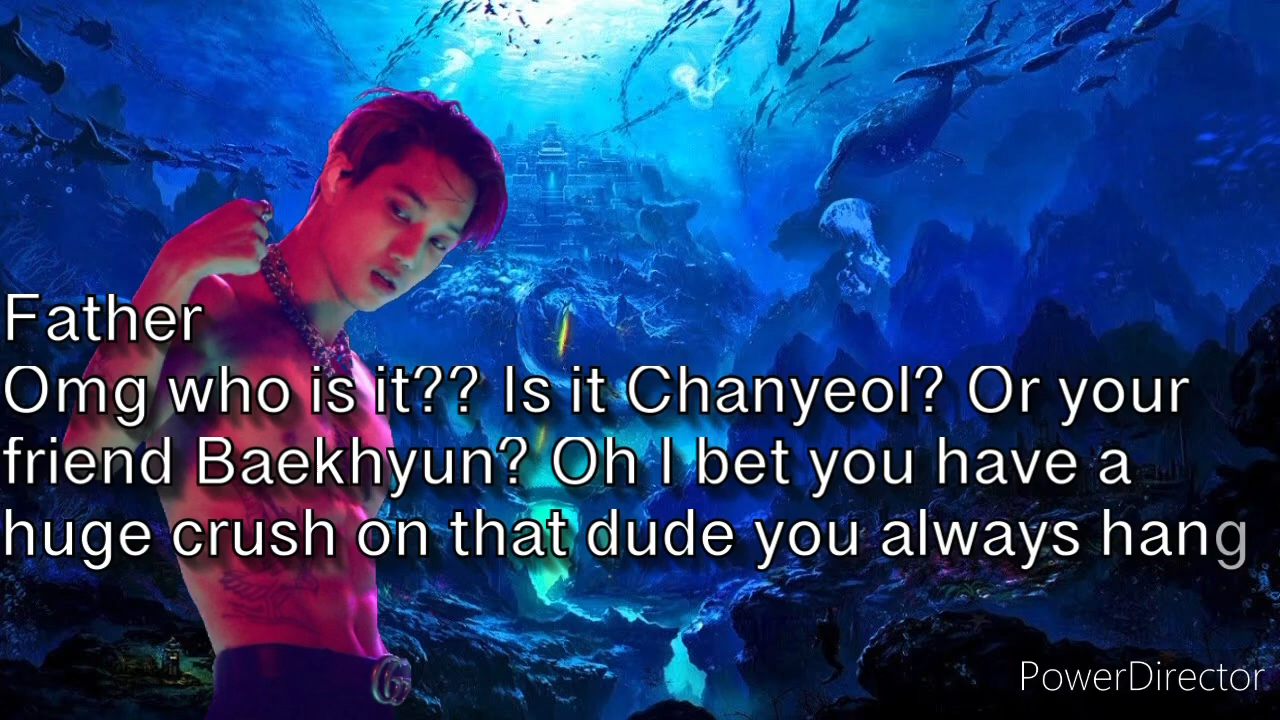 Father
Omg who is it?? Is it Chanyeol? Or your
friend Baekhyun? Oh I bet you have a
huge crush on that dude you always hang
PowerDirector